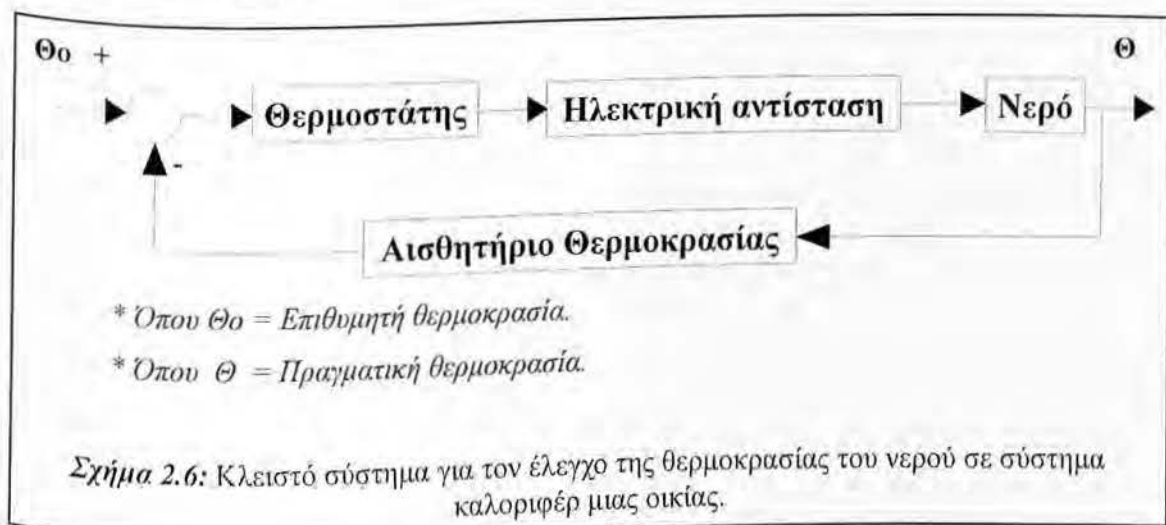 Θο + Θ
Θερμοστάτης Ηλεκτρική αντίσταση Νερό
-
Αισθητήριο Θερμοκρασίας
* Όπου Θο = Επιθυμητή θερμοκρασία.
* Όπου Θ = Πραγματική θερμοκρασία.
Σχήμα 2.6: Κλειστό σύστημα για τον έλεγχο της θερμοκρασίας του νερού σε σύστημα
καλοριφέρ μιας οικίας.